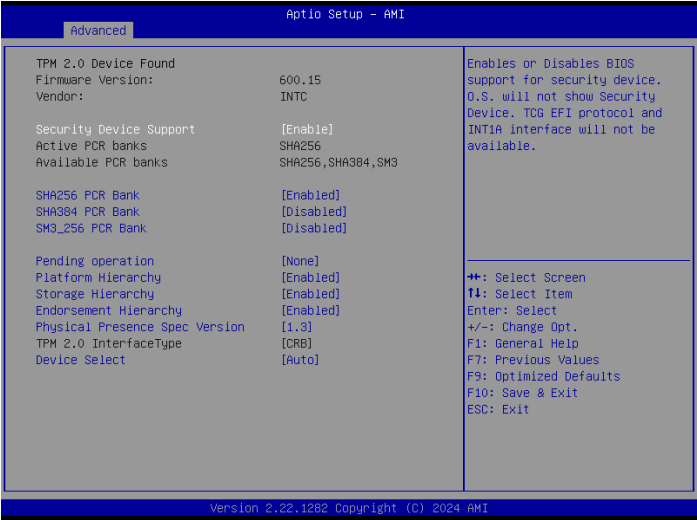 Aptio Setup - AMI
Advanced
TPM 2.0 Device Found
Firmware Version: 600.15
Vendor: INTC
Security Device Support [Enable]
Active PCR banks SHA256
Available PCR banks SHA256,SHA384,SM3
SHA256 PCR Bank [Enabled]
SHA384 PCR Bank [Disabled]
SM3_256 PCR Bank [Disabled]
Pending operation [None]
Platform Hierarchy [Enabled]
Storage Hierarchy [Enabled]
Endorsement Hierarchy [Enabled]
Physical Presence Spec Version [1.3]
TPM 2.0 InterfaceType [CRB]
Device Select [Auto]
Enables or Disables BIOS
support for security device.
O.S. will not show Security
Device. TCG EFI protocol and
INT1A interface will not be
available.
→←: Select Screen
↑↓: Select Item
Enter: Select
+/-: Change Opt.
F1: General Help
F7: Previous Values
F9: Optimized Defaults
F10: Save & Exit
ESC: Exit
Version 2.22.1282 Copyright (C) 2024 AMI